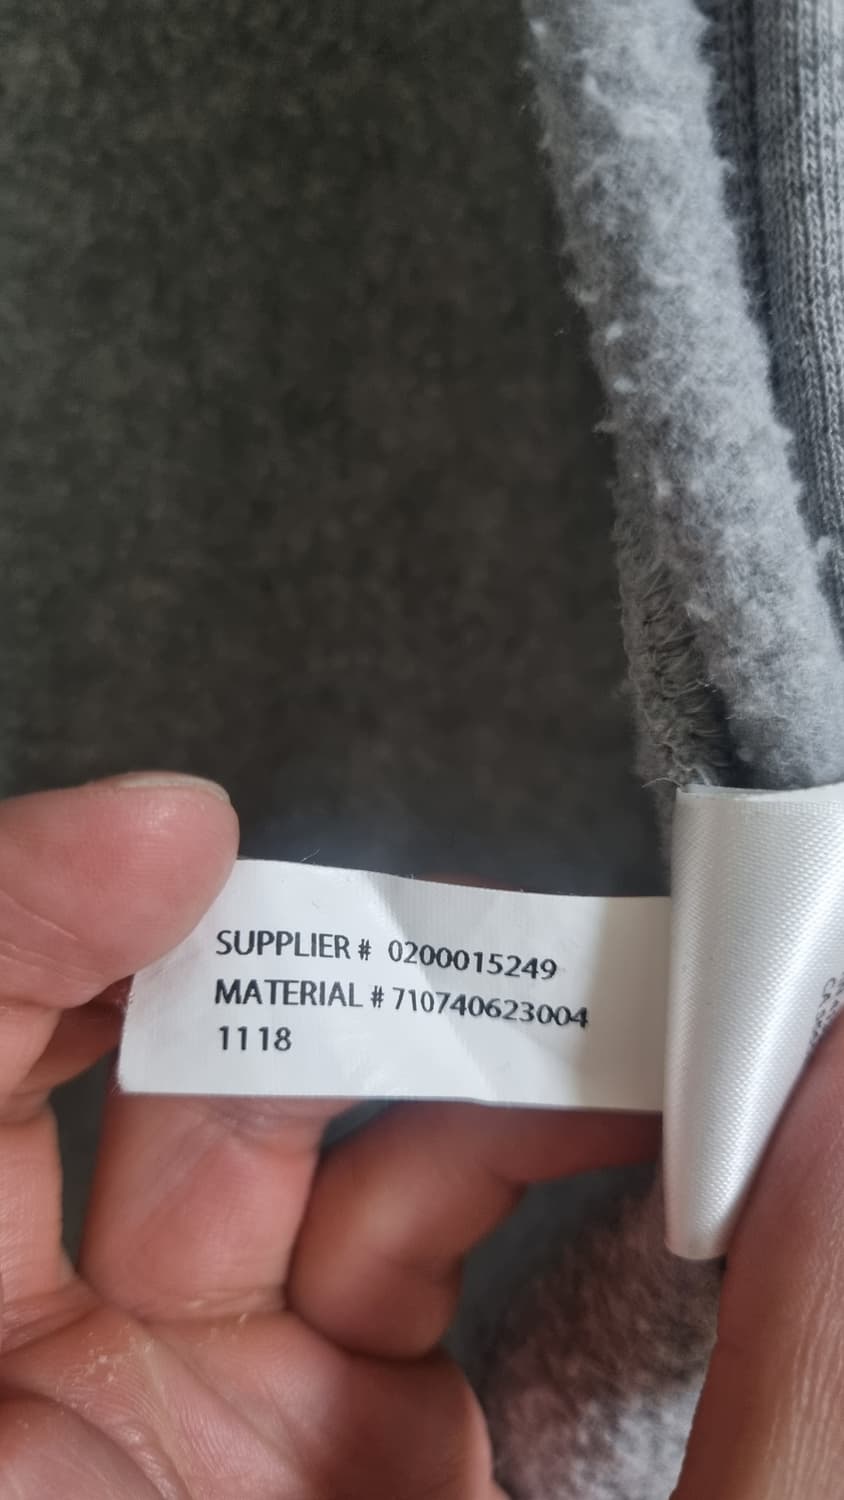 SUPPLIER # 0200015249
MATERIAL # 710740623004
1118